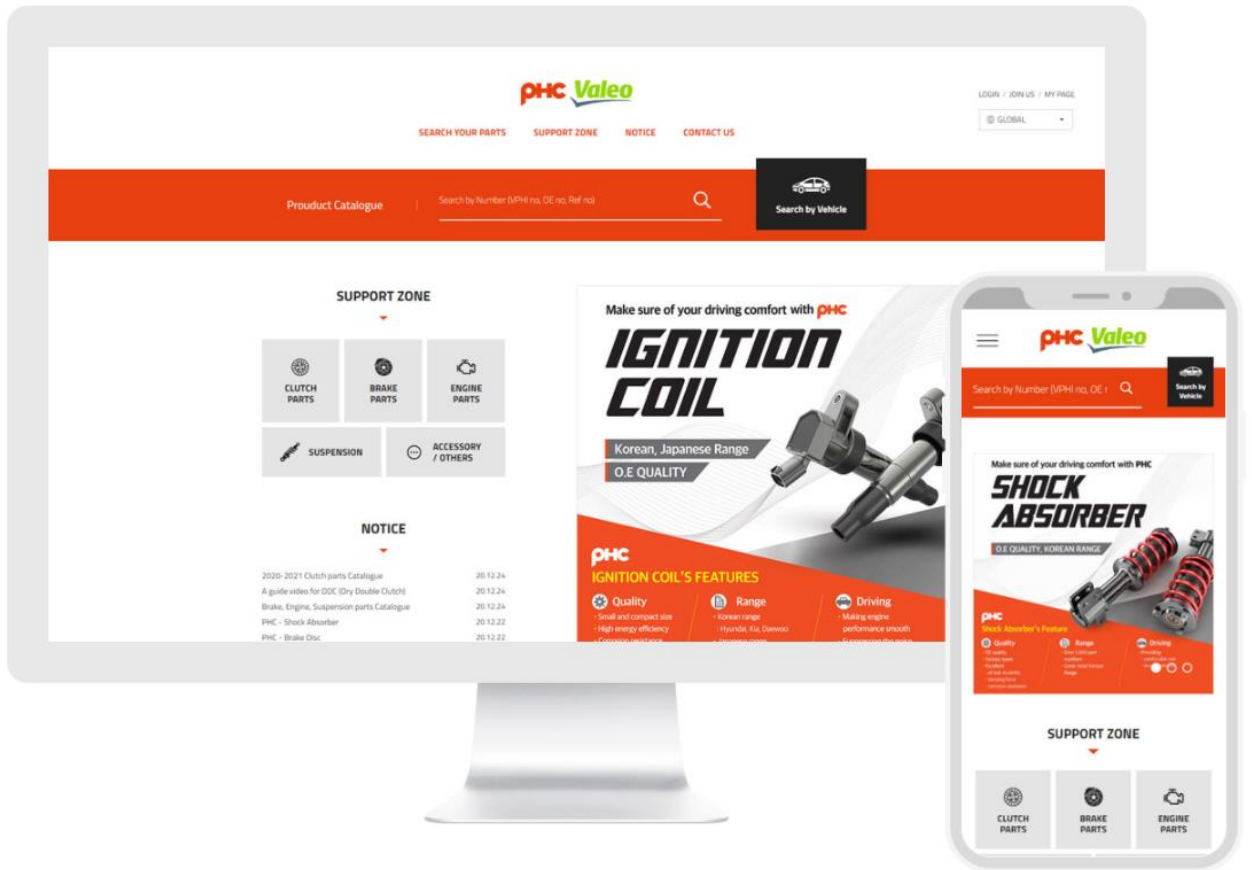 PHC Valeo
LOGIN / JOIN US / MY PAGE
GLOBAL
SEARCH YOUR PARTS SUPPORT ZONE NOTICE CONTACT US
Prouduct Catalogue | Search by Number (VPHI no, OE no, Ref no)
Search by Vehicle
SUPPORT ZONE
CLUTCH
PARTS
BRAKE
PARTS
ENGINE
PARTS
SUSPENSION
ACCESSORY
/ OTHERS
NOTICE
2020- 2021 Clutch parts Catalogue 20.12.24
A guide video for DDC (Dry Double Clutch) 20.12.24
Brake, Engine, Suspension parts Catalogue 20.12.24
PHC - Shock Absorber 20.12.22
PHC - Brake Disc 20.12.22
Make sure of your driving comfort with PHC
IGNITION
COIL
Korean, Japanese Range
O.E QUALITY
PHC
IGNITION COIL'S FEATURES
Quality
· Small and compact size
· High energy efficiency
· Corrosion resistance
Range
· Korean range
: Hyundai, Kia, Daewoo
· Japanese range
Driving
· Making engine
performance smooth
· Suppressing the noise
PHC Valeo
Search by Number (VPHI no, OE r
Search by
Vehicle
Make sure of your driving comfort with PHC
SHOCK
ABSORBER
O.E QUALITY, KOREAN RANGE
PHC
Shock Absorber's Feature
Quality
Range
Driving
SUPPORT ZONE
CLUTCH
PARTS
BRAKE
PARTS
ENGINE
PARTS